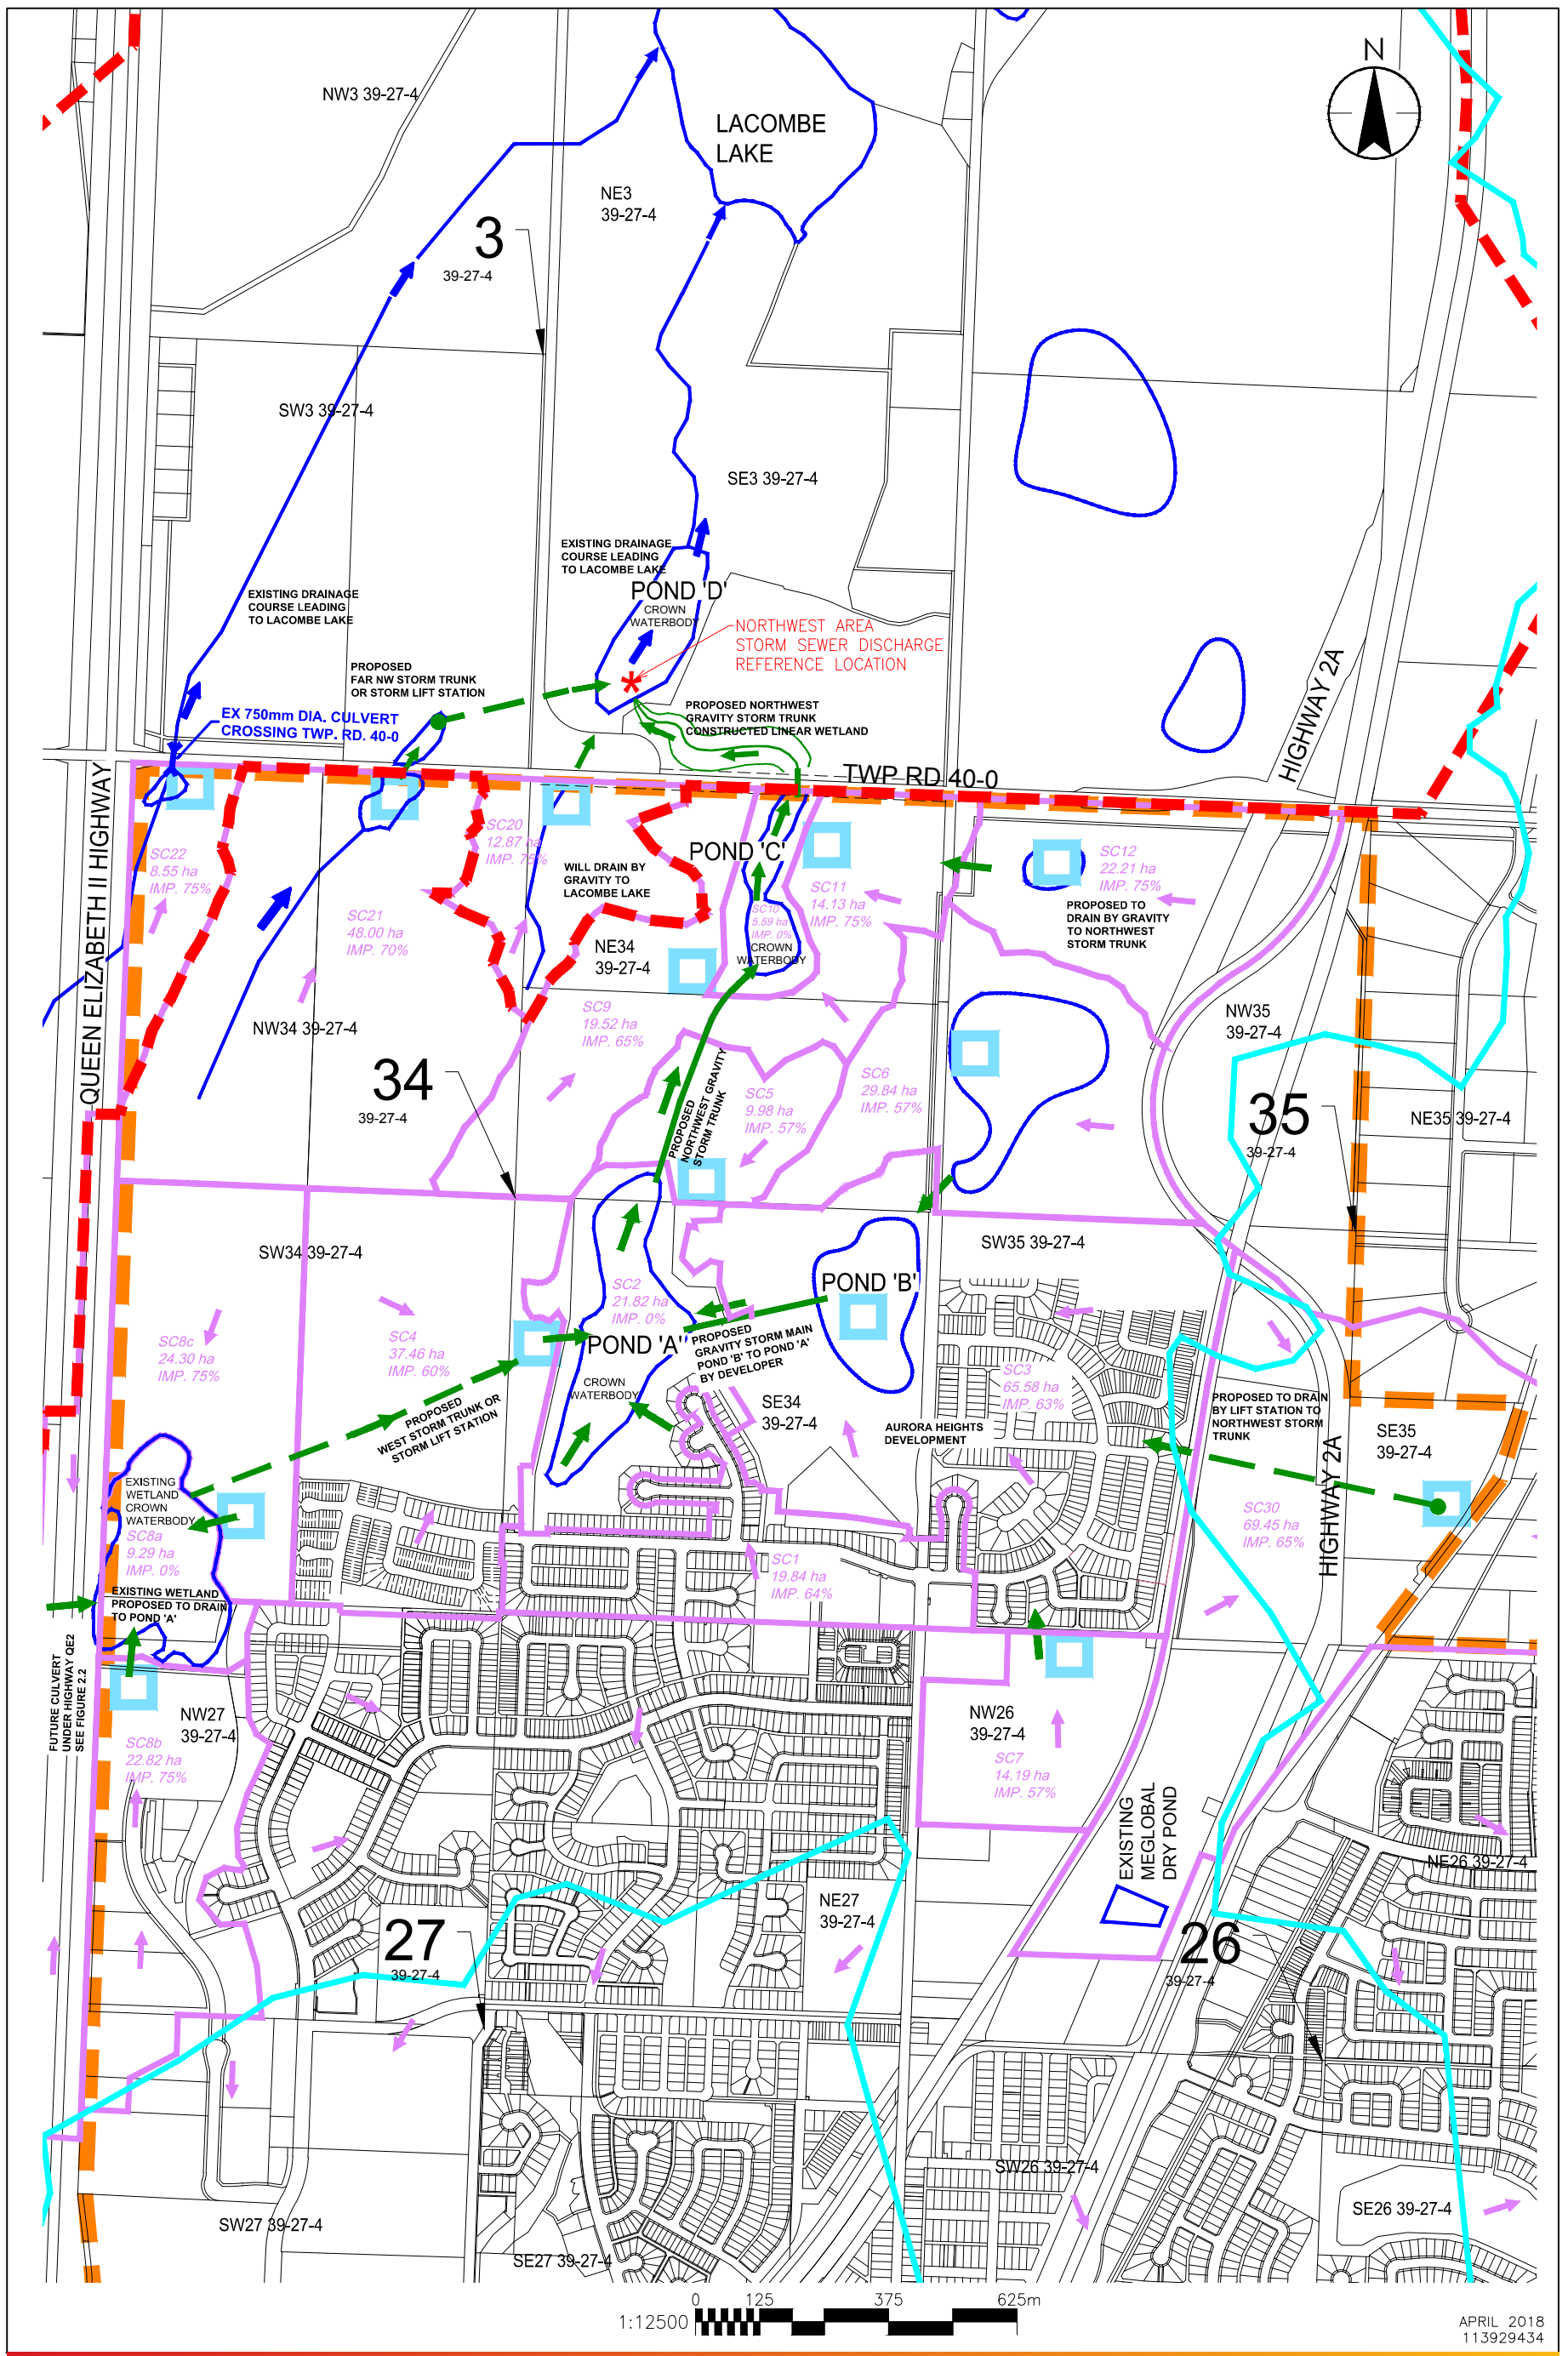 N
NW3 39-27-4
LACOMBE
LAKE
NE3
39-27-4
3
39-27-4
SW3 39-27-4
SE3 39-27-4
EXISTING DRAINAGE
COURSE LEADING
TO LACOMBE LAKE
POND 'D'
CROWN
WATERBODY
EXISTING DRAINAGE
COURSE LEADING
TO LACOMBE LAKE
NORTHWEST AREA
STORM SEWER DISCHARGE
REFERENCE LOCATION
*
PROPOSED
FAR NW STORM TRUNK
OR STORM LIFT STATION
EX 750mm DIA. CULVERT
CROSSING TWP. RD. 40-0
PROPOSED NORTHWEST
GRAVITY STORM TRUNK
CONSTRUCTED LINEAR WETLAND
HIGHWAY 2A
TWP RD 40-0
QUEEN ELIZABETH II HIGHWAY
SC22
8.55 ha
IMP. 75%
SC20
12.87 ha
IMP. 75%
WILL DRAIN BY
GRAVITY TO
LACOMBE LAKE
POND 'C'
SC21
48.00 ha
IMP. 70%
SC10
5.59 ha
IMP. 0%
CROWN
WATERBODY
SC11
14.13 ha
IMP. 75%
SC12
22.21 ha
IMP. 75%
PROPOSED TO
DRAIN BY GRAVITY
TO NORTHWEST
STORM TRUNK
NE34
39-27-4
NW34 39-27-4
SC9
19.52 ha
IMP. 65%
NW35
39-27-4
34
39-27-4
PROPOSED
NORTHWEST GRAVITY
STORM TRUNK
SC5
9.98 ha
IMP. 57%
SC6
29.84 ha
IMP. 57%
35
39-27-4
NE35 39-27-4
SW34 39-27-4
SW35 39-27-4
SC2
21.82 ha
IMP. 0%
POND 'B'
SC8c
24.30 ha
IMP. 75%
SC4
37.46 ha
IMP. 60%
POND 'A'
PROPOSED
GRAVITY STORM MAIN
POND 'B' TO POND 'A'
BY DEVELOPER
CROWN
WATERBODY
SC3
65.58 ha
IMP. 63%
PROPOSED
WEST STORM TRUNK OR
STORM LIFT STATION
SE34
39-27-4
AURORA HEIGHTS
DEVELOPMENT
PROPOSED TO DRAIN
BY LIFT STATION TO
NORTHWEST STORM
TRUNK
SE35
39-27-4
EXISTING
WETLAND
CROWN
WATERBODY
SC8a
9.29 ha
IMP. 0%
SC30
69.45 ha
IMP. 65%
HIGHWAY 2A
SC1
19.84 ha
IMP. 64%
EXISTING WETLAND
PROPOSED TO DRAIN
TO POND 'A'
FUTURE CULVERT
UNDER HIGHWAY QE2
SEE FIGURE 2.2
NW27
39-27-4
SC8b
22.82 ha
IMP. 75%
NW26
39-27-4
SC7
14.19 ha
IMP. 57%
EXISTING
MEGLOBAL
DRY POND
NE26 39-27-4
NE27
39-27-4
27
39-27-4
26
39-27-4
SW26 39-27-4
SE26 39-27-4
SW27 39-27-4
SE27 39-27-4
1:12500
0 125 375 625m
APRIL 2018
113929434